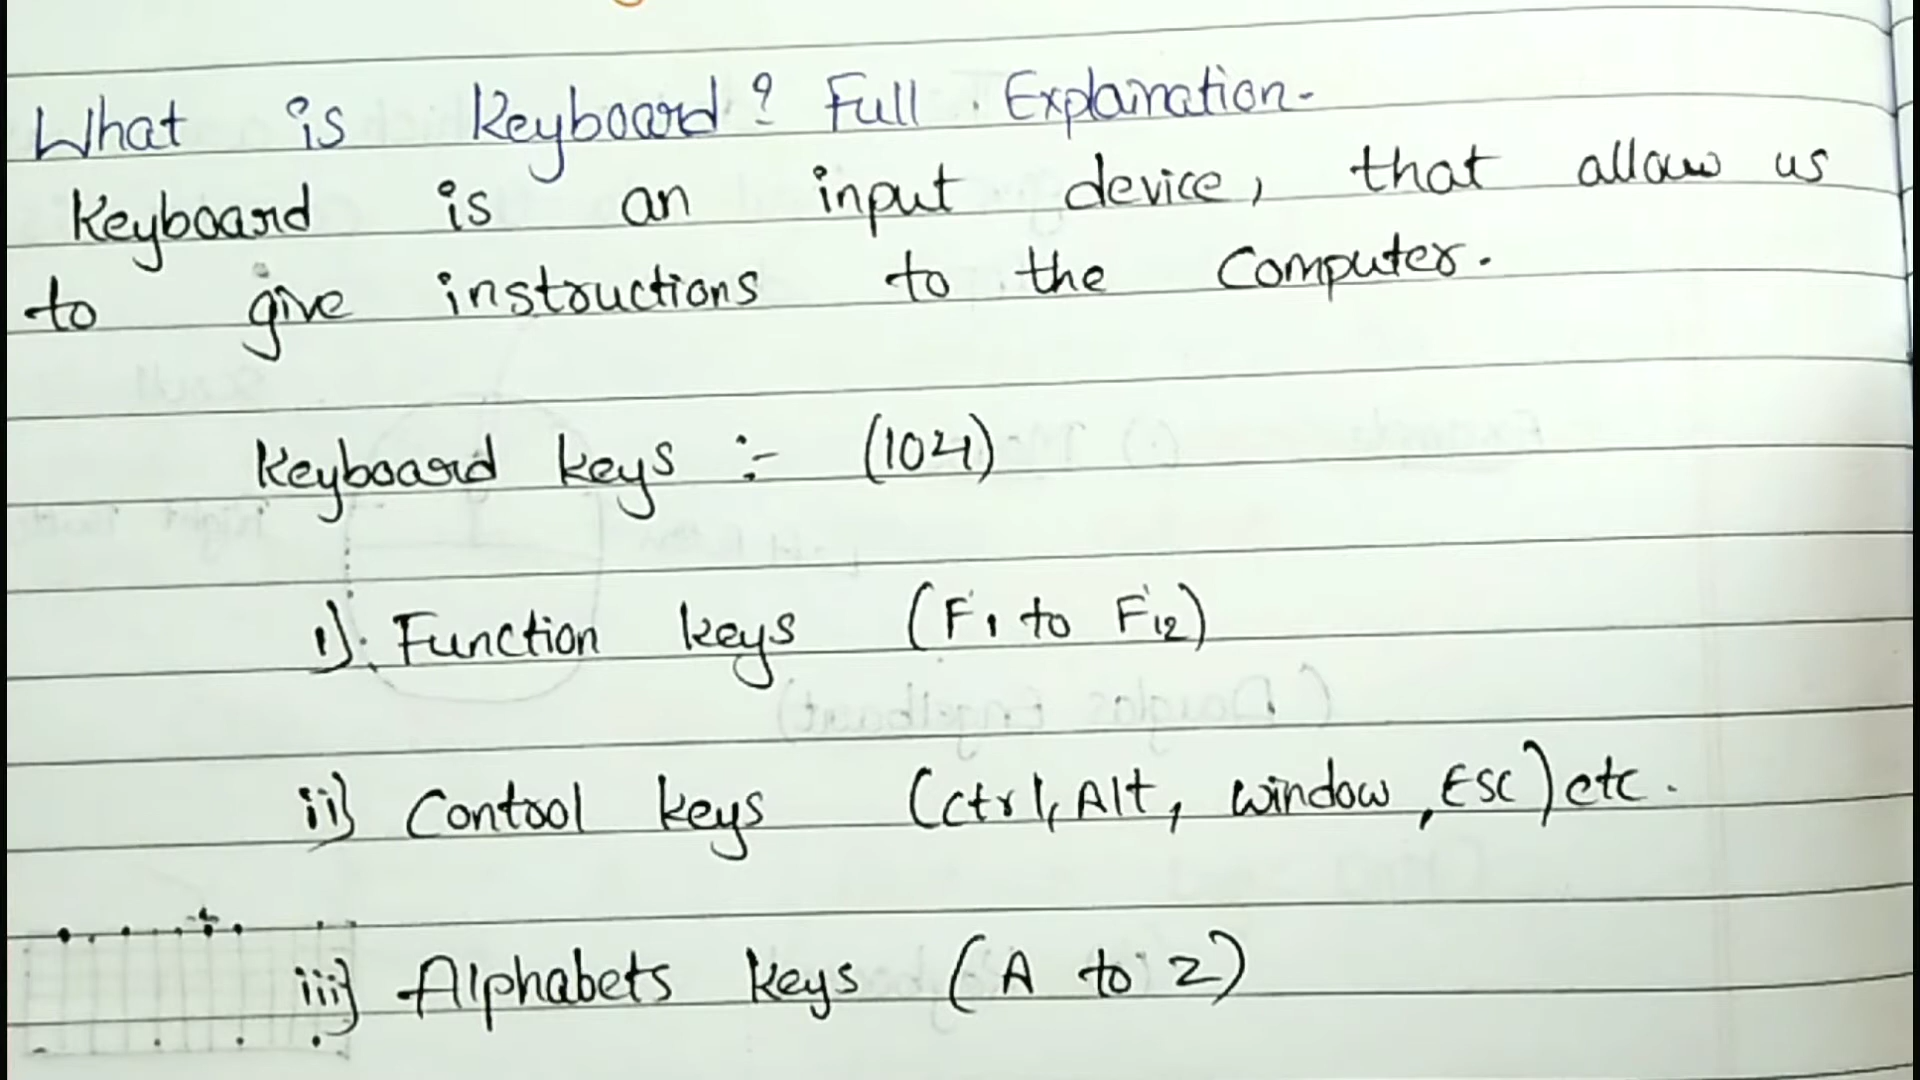 What is Keyboard? Full Explaination.
Keyboard is an input device, that allow us
to give instructions to the Computer.
Keyboard keys :- (104)
i). Function keys (F1 to F12)
ii) Control keys (Ctrl, Alt, window, ESC) etc.
iii) Alphabets keys (A to Z)